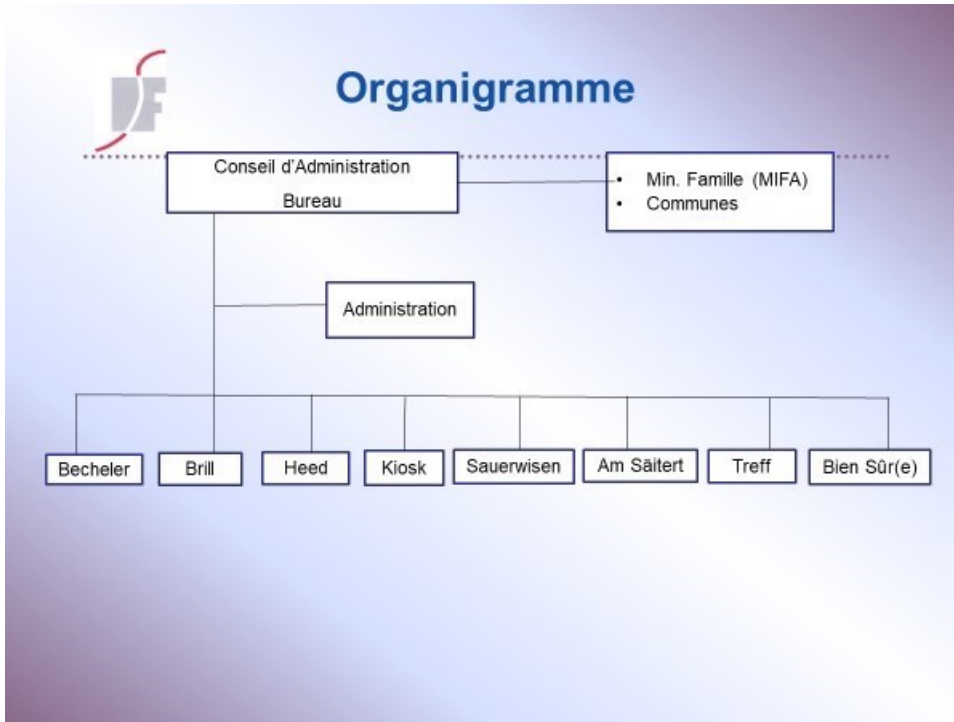 Organigramme
Conseil d'Administration
Bureau
• Min. Famille (MIFA)
• Communes
Administration
Becheler
Brill
Heed
Kiosk
Sauerwisen
Am Säitert
Treff
Bien Sûr(e)